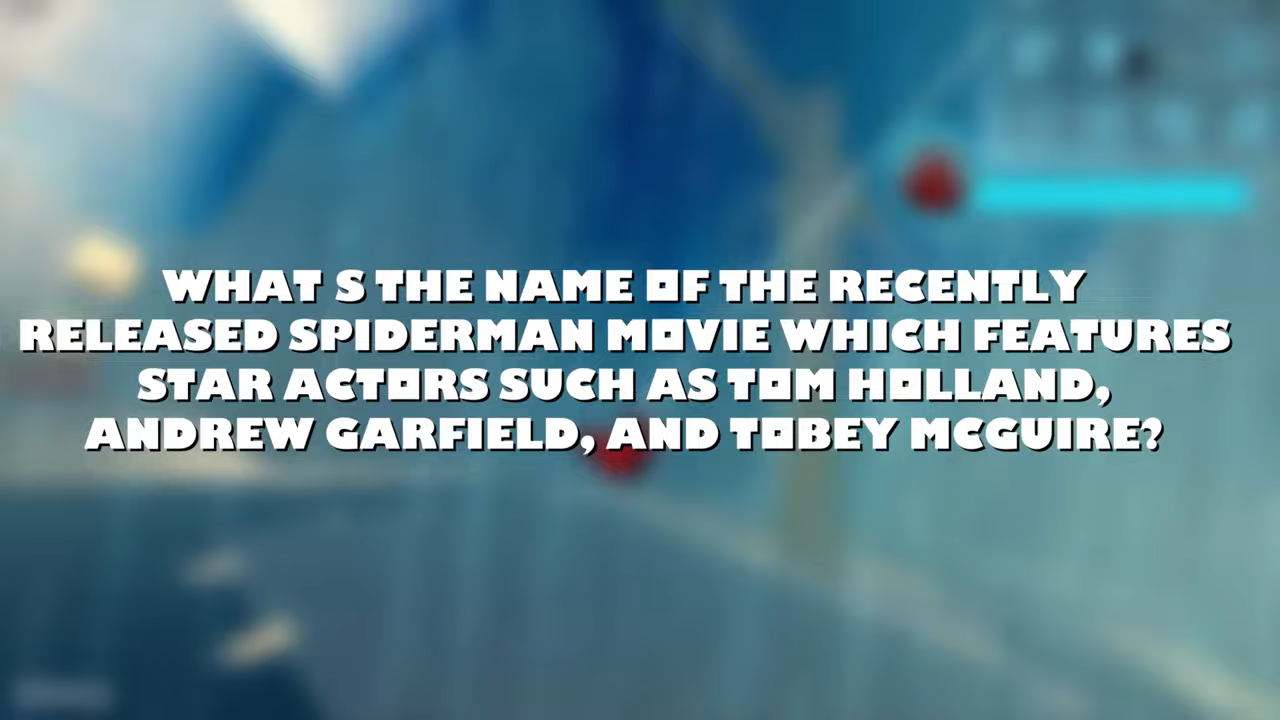 WHAT S THE NAME OF THE RECENTLY
RELEASED SPIDERMAN MOVIE WHICH FEATURES
STAR ACTORS SUCH AS TOM HOLLAND,
ANDREW GARFIELD, AND TOBEY MCGUIRE?